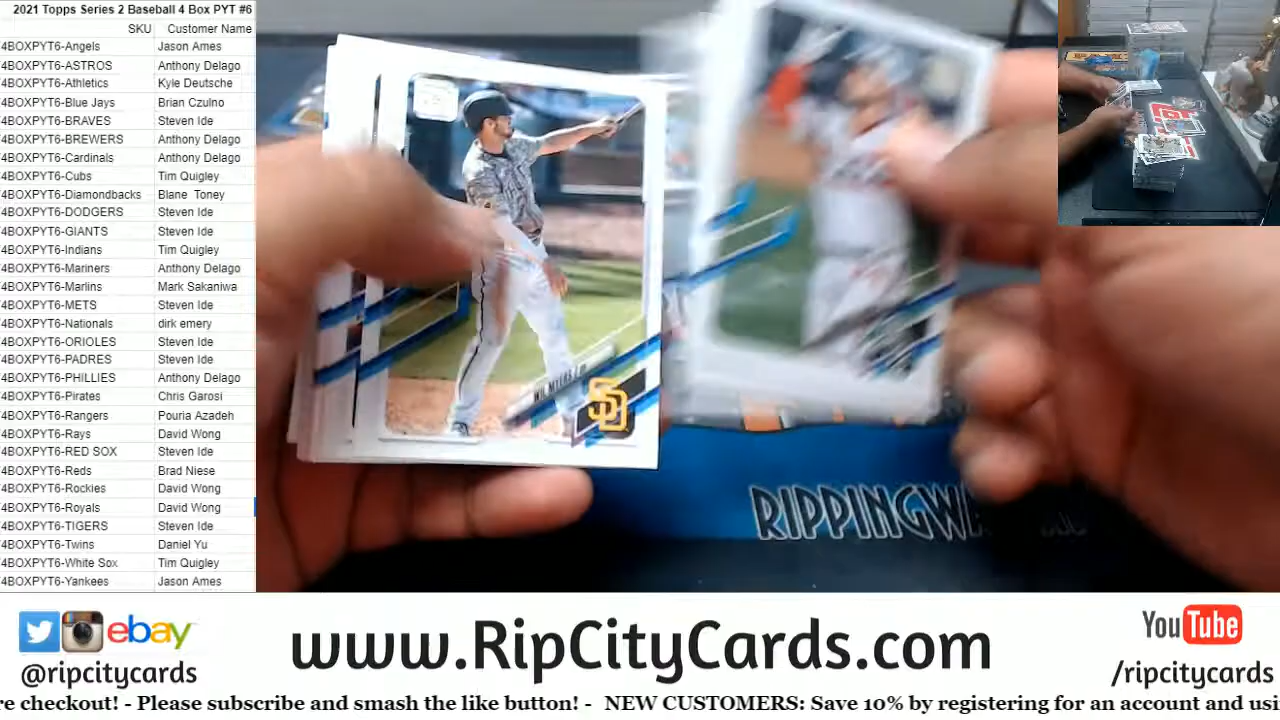 2021 Topps Series 2 Baseball 4 Box PYT #6
SKU Customer Name
4BOXPYT6-Angels Jason Ames
4BOXPYT6-ASTROS Anthony Delago
4BOXPYT6-Athletics Kyle Deutsche
4BOXPYT6-Blue Jays Brian Czulno
4BOXPYT6-BRAVES Steven Ide
4BOXPYT6-BREWERS Anthony Delago
4BOXPYT6-Cardinals Anthony Delago
4BOXPYT6-Cubs Tim Quigley
4BOXPYT6-Diamondbacks Blane Toney
4BOXPYT6-DODGERS Steven Ide
4BOXPYT6-GIANTS Steven Ide
4BOXPYT6-Indians Tim Quigley
4BOXPYT6-Mariners Anthony Delago
4BOXPYT6-Marlins Mark Sakaniwa
4BOXPYT6-METS Steven Ide
4BOXPYT6-Nationals dirk emery
4BOXPYT6-ORIOLES Steven Ide
4BOXPYT6-PADRES Steven Ide
4BOXPYT6-PHILLIES Anthony Delago
4BOXPYT6-Pirates Chris Garosi
4BOXPYT6-Rangers Pouria Azadeh
4BOXPYT6-Rays David Wong
4BOXPYT6-RED SOX Steven Ide
4BOXPYT6-Reds Brad Niese
4BOXPYT6-Rockies David Wong
4BOXPYT6-Royals David Wong
4BOXPYT6-TIGERS Steven Ide
4BOXPYT6-Twins Daniel Yu
4BOXPYT6-White Sox Tim Quigley
4BOXPYT6-Yankees Jason Ames
WIL MYERS
SD
RIPPINGW
ebay
@ripcitycards
www.RipCityCards.com
YouTube
/ripcitycards
re checkout! - Please subscribe and smash the like button! - NEW CUSTOMERS: Save 10% by registering for an account and usi